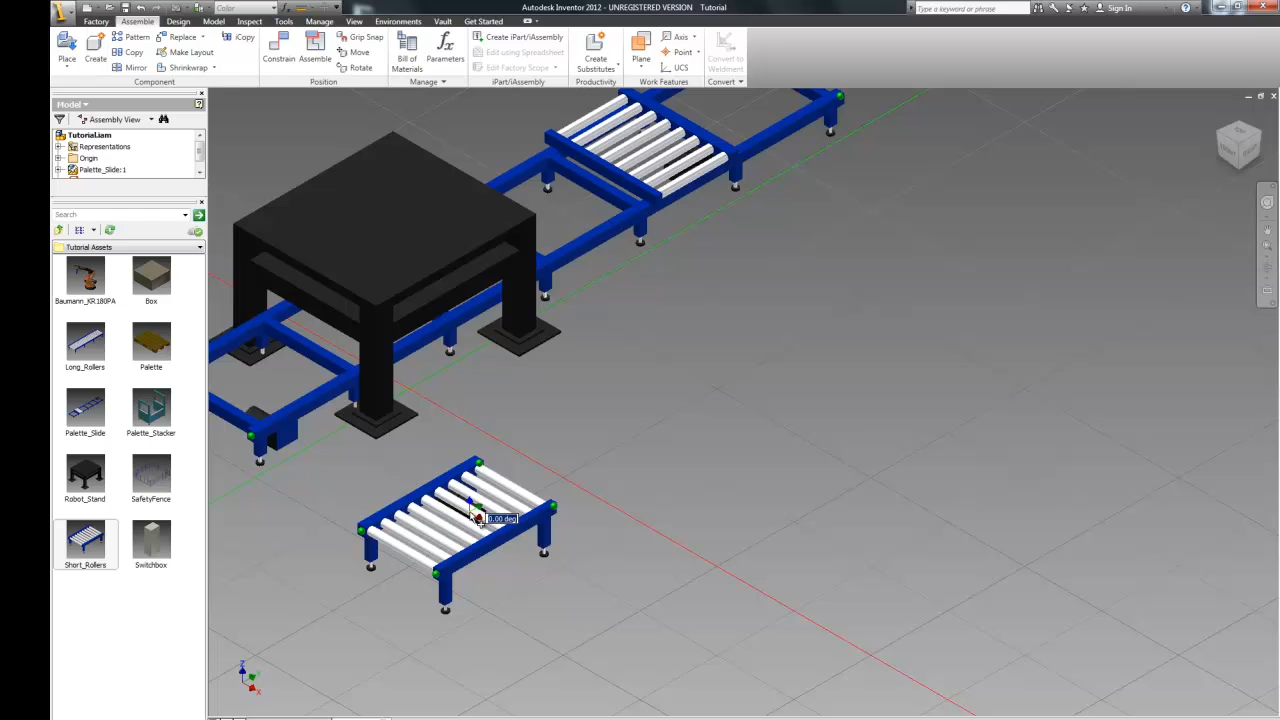 Color
Autodesk Inventor 2012 - UNREGISTERED VERSION Tutorial
Type a keyword or phrase
Sign In
Factory Assemble Design Model Inspect Tools Manage View Environments Vault Get Started
Place
Create
Pattern
Copy
Mirror
Replace
Make Layout
Shrinkwrap
iCopy
Component
Constrain
Assemble
Grip Snap
Move
Rotate
Position
Bill of
Materials
Parameters
Manage
Create iPart/iAssembly
Edit using Spreadsheet
Edit Factory Scope
iPart/iAssembly
Create
Substitutes
Productivity
Plane
Axis
Point
UCS
Work Features
Convert to
Weldment
Convert
Model
Assembly View
Tutorial.iam
Representations
Origin
Palette_Slide:1
Search
Tutorial Assets
Baumann_KR180PA
Box
Long_Rollers
Palette
Palette_Slide
Palette_Stacker
Robot_Stand
SafetyFence
Short_Rollers
Switchbox
TOP
0.00 deg
Z
X